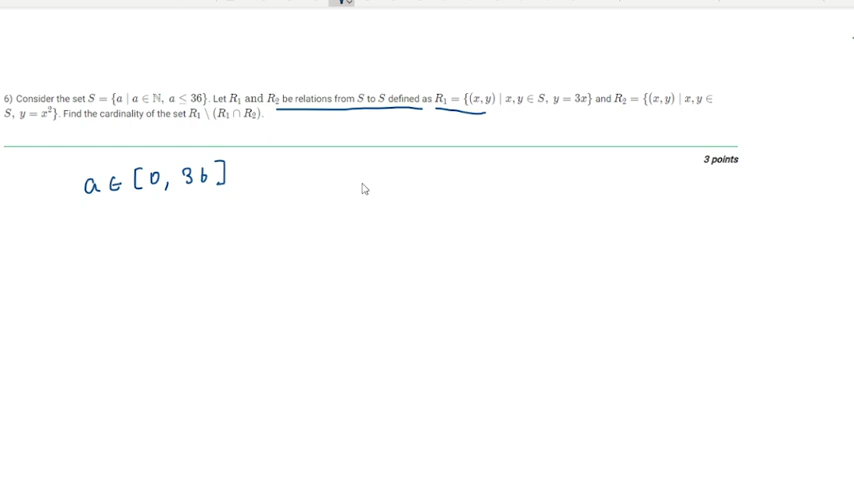 6) Consider the set S = {a | a ∈ ℕ, a ≤ 36}. Let R₁ and R₂ be relations from S to S defined as R₁ = {(x, y) | x, y ∈ S, y = 3x} and R₂ = {(x, y) | x, y ∈
S, y = x²}. Find the cardinality of the set R₁ \ (R₁ ∩ R₂).
3 points
a ∈ [0, 36]